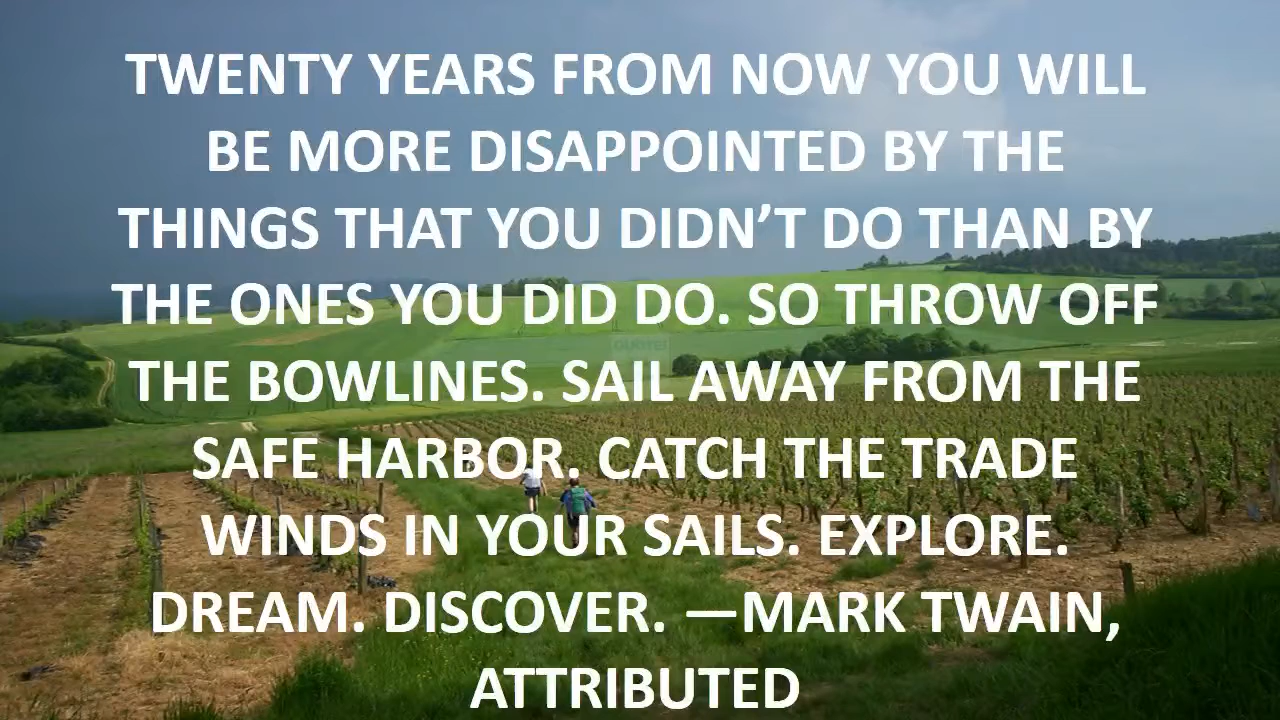 TWENTY YEARS FROM NOW YOU WILL
BE MORE DISAPPOINTED BY THE
THINGS THAT YOU DIDN’T DO THAN BY
THE ONES YOU DID DO. SO THROW OFF
THE BOWLINES. SAIL AWAY FROM THE
SAFE HARBOR. CATCH THE TRADE
WINDS IN YOUR SAILS. EXPLORE.
DREAM. DISCOVER. —MARK TWAIN,
ATTRIBUTED